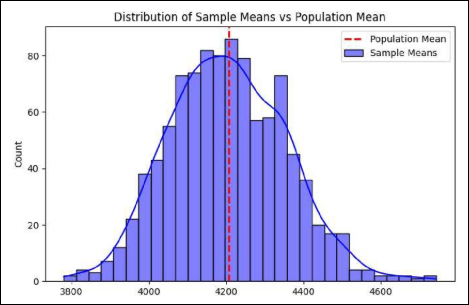 Distribution of Sample Means vs Population Mean
Population Mean
Sample Means
Count
80
60
40
20
0
3800 4000 4200 4400 4600